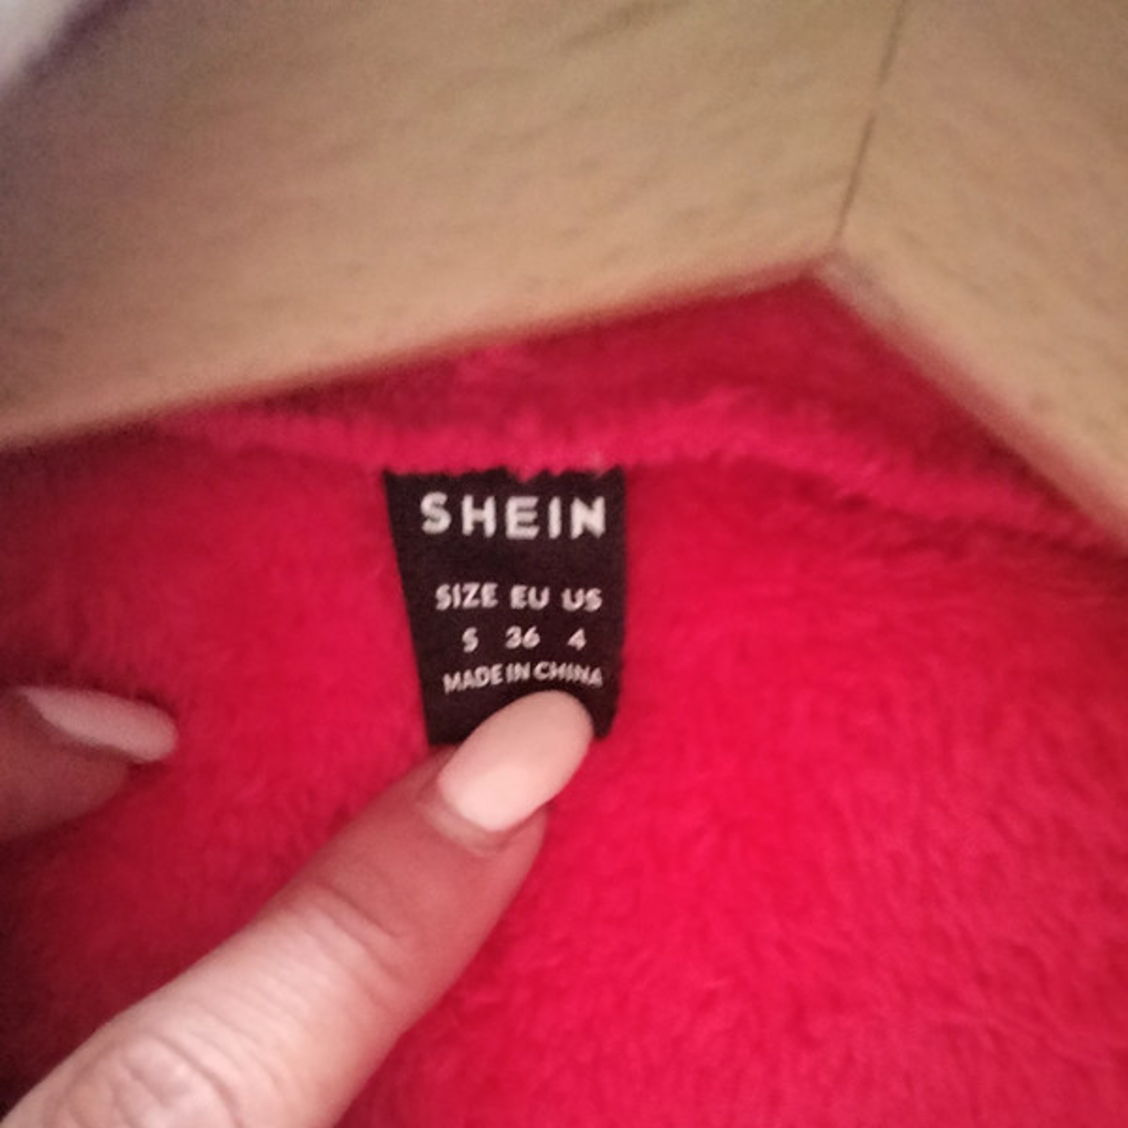 SHEIN
SIZE EU US
S 36 4
MADE IN CHINA